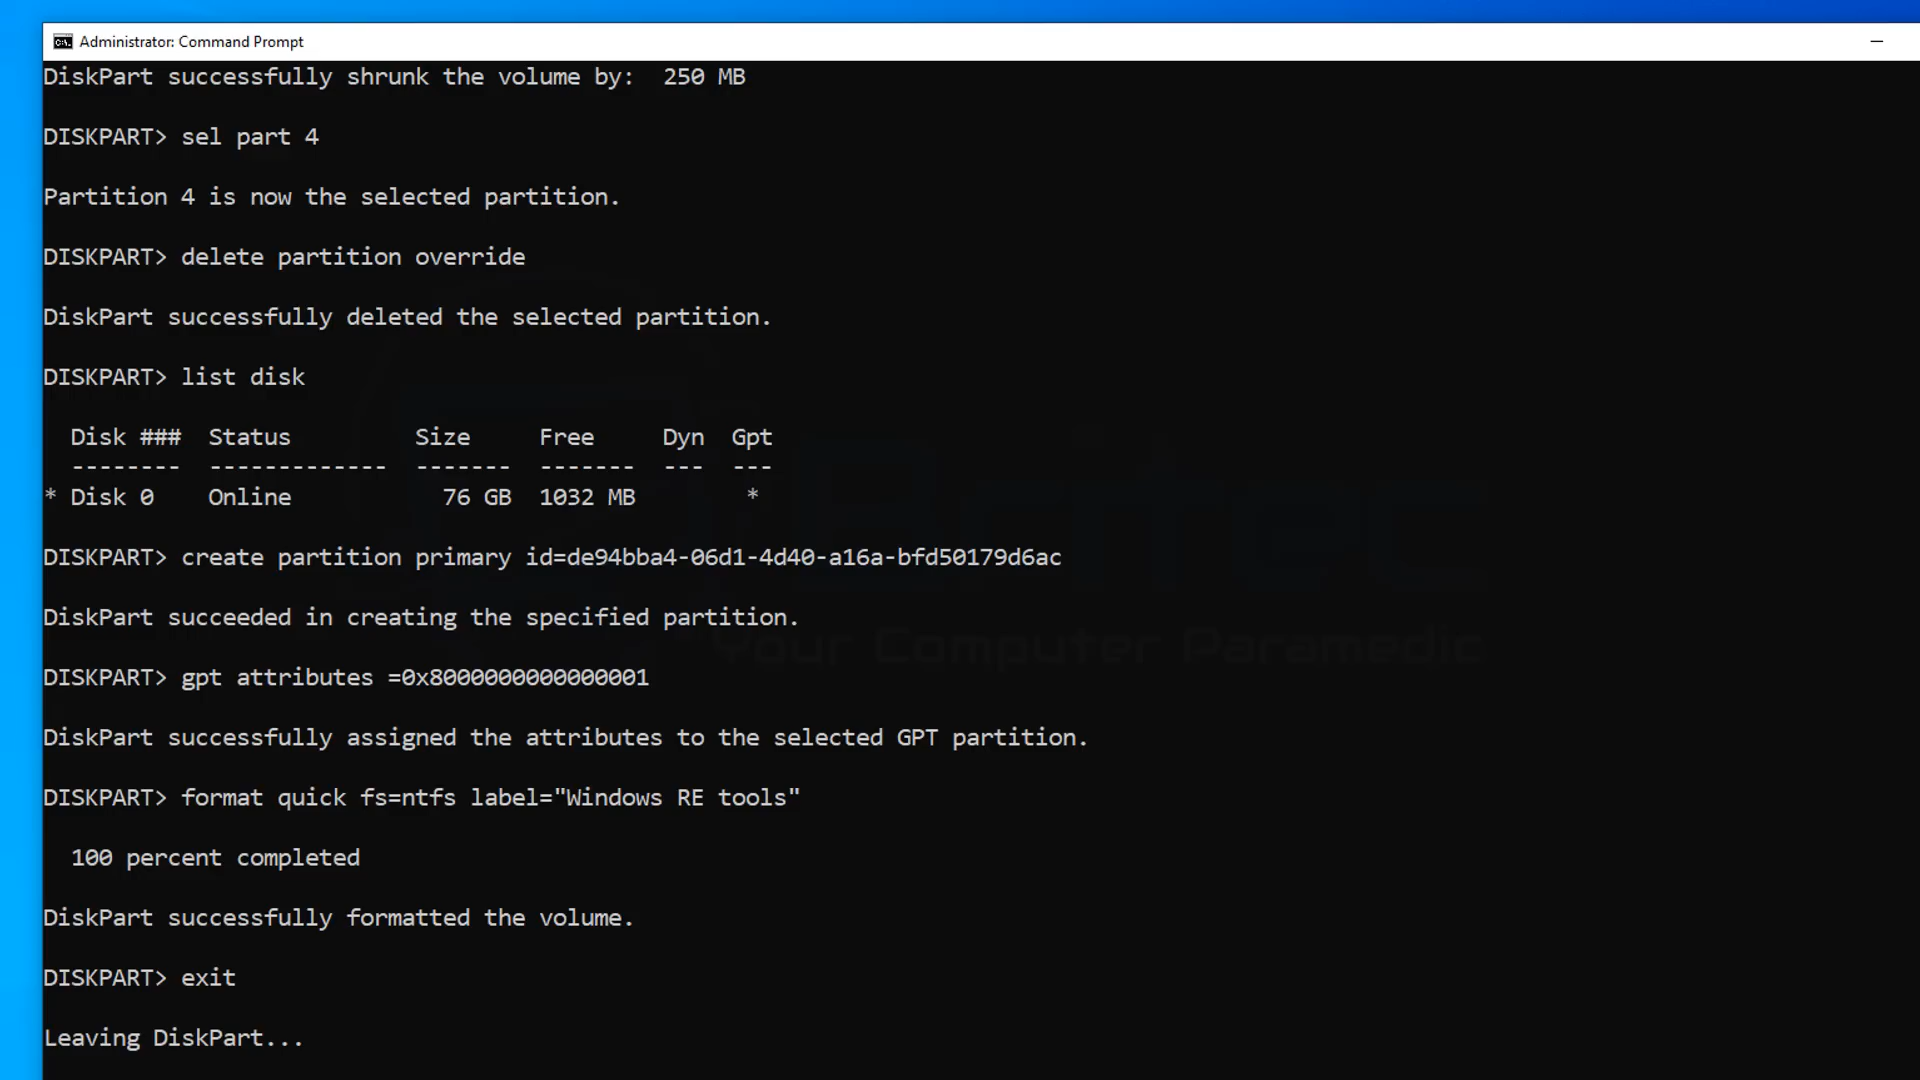 Administrator: Command Prompt
DiskPart successfully shrunk the volume by:  250 MB
DISKPART> sel part 4
Partition 4 is now the selected partition.
DISKPART> delete partition override
DiskPart successfully deleted the selected partition.
DISKPART> list disk
  Disk ###  Status         Size     Free     Dyn  Gpt
  --------  -------------  -------  -------  ---  ---
* Disk 0    Online           76 GB  1032 MB        *
DISKPART> create partition primary id=de94bba4-06d1-4d40-a16a-bfd50179d6ac
DiskPart succeeded in creating the specified partition.
Your Computer Paramedic
DISKPART> gpt attributes =0x8000000000000001
DiskPart successfully assigned the attributes to the selected GPT partition.
DISKPART> format quick fs=ntfs label="Windows RE tools"
  100 percent completed
DiskPart successfully formatted the volume.
DISKPART> exit
Leaving DiskPart...